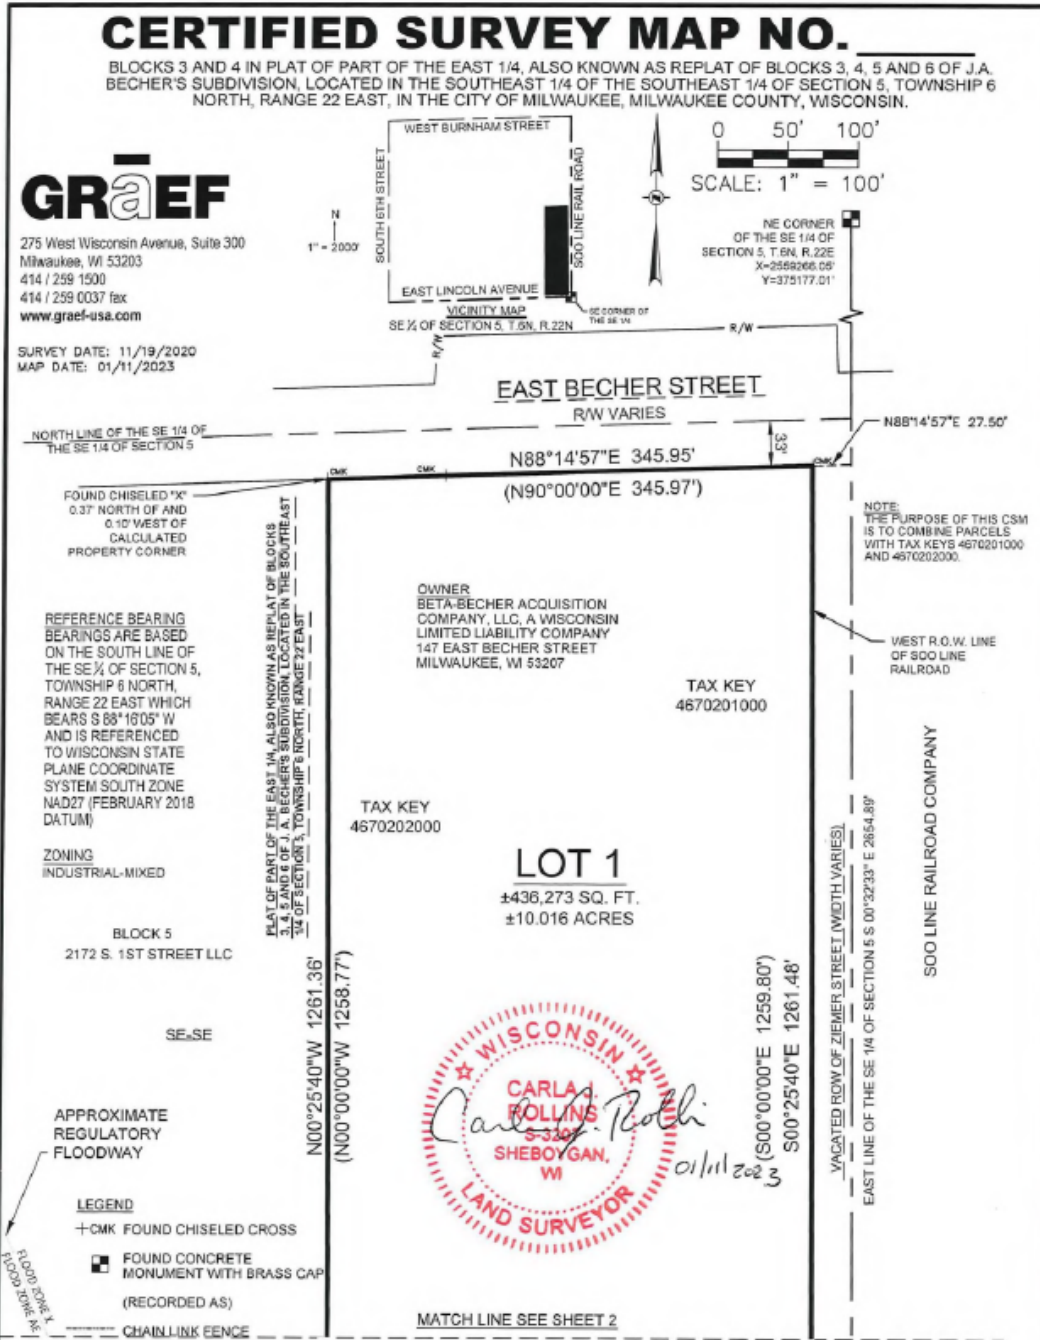 CERTIFIED SURVEY MAP NO.
BLOCKS 3 AND 4 IN PLAT OF PART OF THE EAST 1/4, ALSO KNOWN AS REPLAT OF BLOCKS 3, 4, 5 AND 6 OF J.A.
BECHER'S SUBDIVISION, LOCATED IN THE SOUTHEAST 1/4 OF THE SOUTHEAST 1/4 OF SECTION 5, TOWNSHIP 6
NORTH, RANGE 22 EAST, IN THE CITY OF MILWAUKEE, MILWAUKEE COUNTY, WISCONSIN.
GRaEF
275 West Wisconsin Avenue, Suite 300
Milwaukee, WI 53203
414 / 259 1500
414 / 259 0037 fax
www.graef-usa.com
SURVEY DATE: 11/19/2020
MAP DATE: 01/11/2023
N
1" = 2000'
WEST BURNHAM STREET
SOUTH 6TH STREET
SOO LINE RAIL ROAD
EAST LINCOLN AVENUE
VICINITY MAP
SE ¼ OF SECTION 5, T.6N, R.22N
SE CORNER OF
THE SE 1/4
N
0 50' 100'
SCALE: 1" = 100'
NE CORNER
OF THE SE 1/4 OF
SECTION 5, T.6N, R.22E
X=2559266.05'
Y=375177.01'
R/W
R/W
EAST BECHER STREET
R/W VARIES
NORTH LINE OF THE SE 1/4 OF
THE SE 1/4 OF SECTION 5
33'
N88°14'57"E 27.50'
CMK
CMK
CMK
N88°14'57"E 345.95'
(N90°00'00"E 345.97')
FOUND CHISELED "X"
0.37' NORTH OF AND
0.10' WEST OF
CALCULATED
PROPERTY CORNER
NOTE:
THE PURPOSE OF THIS CSM
IS TO COMBINE PARCELS
WITH TAX KEYS 4670201000
AND 4670202000.
OWNER
BETA-BECHER ACQUISITION
COMPANY, LLC, A WISCONSIN
LIMITED LIABILITY COMPANY
147 EAST BECHER STREET
MILWAUKEE, WI 53207
REFERENCE BEARING
BEARINGS ARE BASED
ON THE SOUTH LINE OF
THE SE ¼ OF SECTION 5,
TOWNSHIP 6 NORTH,
RANGE 22 EAST WHICH
BEARS S 88°16'05" W
AND IS REFERENCED
TO WISCONSIN STATE
PLANE COORDINATE
SYSTEM SOUTH ZONE
NAD27 (FEBRUARY 2018
DATUM)
ZONING
INDUSTRIAL-MIXED
PLAT OF PART OF THE EAST 1/4, ALSO KNOWN AS REPLAT OF BLOCKS
3, 4, 5 AND 6 OF J. A. BECHER'S SUBDIVISION, LOCATED IN THE SOUTHEAST
1/4 OF SECTION 5, TOWNSHIP 6 NORTH, RANGE 22 EAST
WEST R.O.W. LINE
OF SOO LINE
RAILROAD
TAX KEY
4670201000
TAX KEY
4670202000
LOT 1
±436,273 SQ. FT.
±10.016 ACRES
BLOCK 5
2172 S. 1ST STREET LLC
SE-SE
N00°25'40"W 1261.36'
(N00°00'00"W 1258.77')
(S00°00'00"E 1259.80')
S00°25'40"E 1261.48'
VACATED ROW OF ZIEMER STREET (WIDTH VARIES)
EAST LINE OF THE SE 1/4 OF SECTION 5 S 00°32'33" E 2654.89'
SOO LINE RAILROAD COMPANY
WISCONSIN
CARLA J.
ROLLINS
SHEBOYGAN,
WI
LAND SURVEYOR
Carla J. Rolli
01/11/2023
APPROXIMATE
REGULATORY
FLOODWAY
FLOOD ZONE X
FLOOD ZONE AE
LEGEND
+CMK FOUND CHISELED CROSS
FOUND CONCRETE
MONUMENT WITH BRASS CAP
(RECORDED AS)
CHAIN LINK FENCE
MATCH LINE SEE SHEET 2